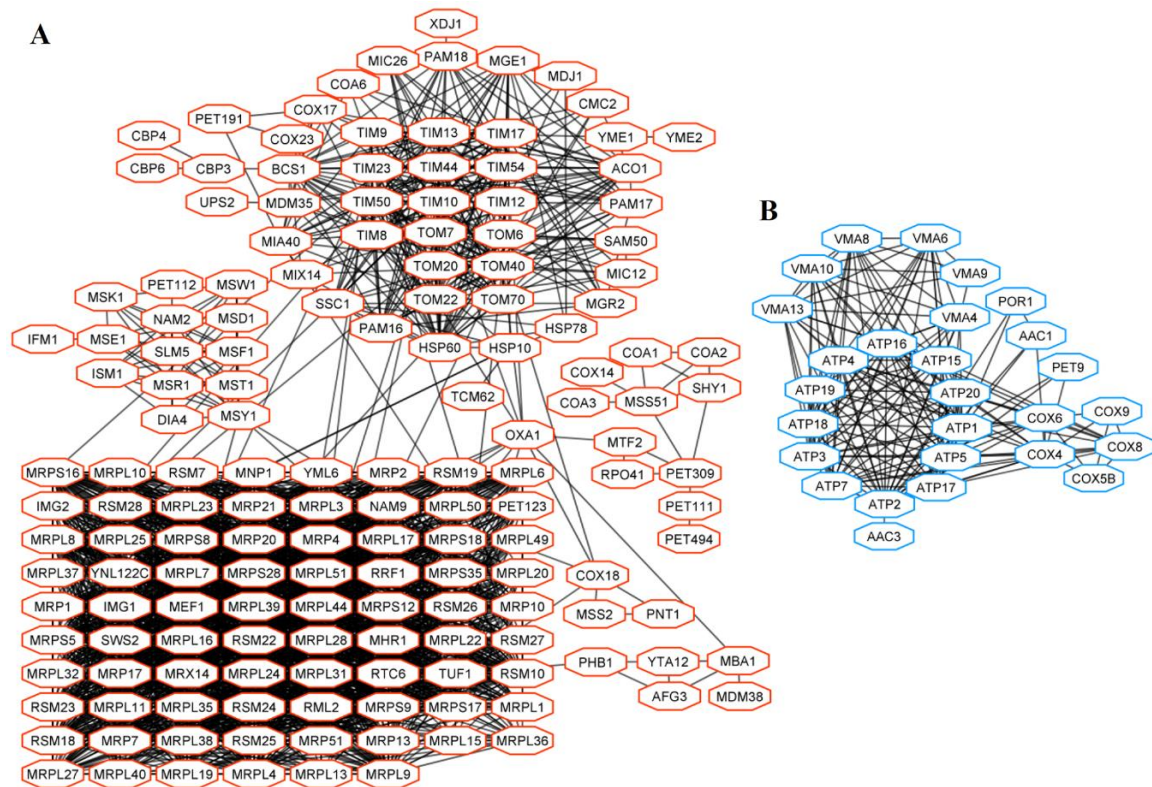 A
XDJ1
MIC26 PAM18 MGE1
COA6 MDJ1
PET191 COX17 CMC2
CBP4 COX23 TIM9 TIM13 TIM17 YME1 YME2
CBP6 CBP3 BCS1 TIM23 TIM44 TIM54 ACO1
UPS2 MDM35 TIM50 TIM10 TIM12 PAM17
MIA40 TIM8 TOM7 TOM6 SAM50
MIX14 TOM20 TOM40 MIC12
MSK1 PET112 MSW1 SSC1 TOM22 TOM70 MGR2
NAM2 MSD1 PAM16 HSP78
IFM1 MSE1 SLM5 MSF1 HSP60 HSP10
ISM1 MSR1 MST1
DIA4 MSY1
COA1 COA2
COX14 SHY1
COA3 MSS51
TCM62
OXA1 MTF2
RPO41 PET309
PET111
PET494
MRPS16 MRPL10 RSM7 MNP1 YML6 MRP2 RSM19 MRPL6
IMG2 RSM28 MRPL23 MRP21 MRPL3 NAM9 MRPL50 PET123
MRPL8 MRPL25 MRPS8 MRP20 MRP4 MRPL17 MRPS18 MRPL49
MRPL37 YNL122C MRPL7 MRPS28 MRPL51 RRF1 MRPS35 MRPL20
MRP1 IMG1 MEF1 MRPL39 MRPL44 MRPS12 RSM26 MRP10
MRPS5 SWS2 MRPL16 RSM22 MRPL28 MHR1 MRPL22 RSM27
MRPL32 MRP17 MRX14 MRPL24 MRPL31 RTC6 TUF1 RSM10
RSM23 MRPL11 MRPL35 RSM24 RML2 MRPS9 MRPS17 MRPL1
RSM18 MRP7 MRPL38 RSM25 MRP51 MRP13 MRPL15 MRPL36
MRPL27 MRPL40 MRPL19 MRPL4 MRPL13 MRPL9
COX18
MSS2 PNT1
PHB1 YTA12 MBA1
AFG3 MDM38
B
VMA8 VMA6
VMA10 VMA9
VMA13 VMA4 POR1
ATP16 AAC1
ATP4 ATP15 PET9
ATP19 ATP20
ATP18 ATP1 COX6 COX9
ATP3 ATP5 COX4 COX8
ATP7 ATP17 COX5B
ATP2
AAC3